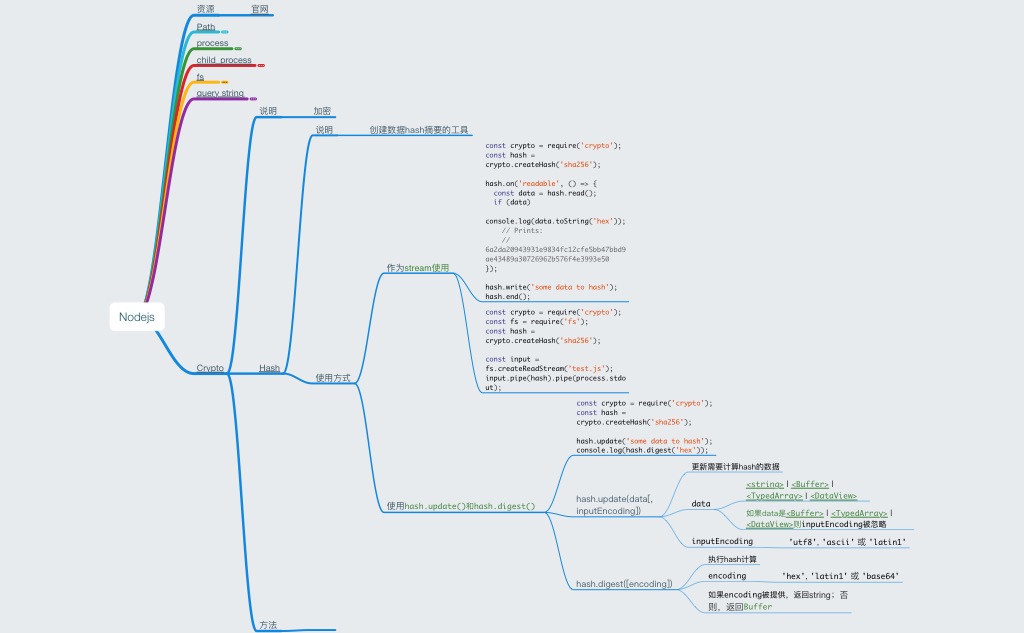 资源
官网
Path
process
child_process
fs
query string
说明
加密
说明
创建数据hash摘要的工具
const crypto = require('crypto');
const hash =
crypto.createHash('sha256');
hash.on('readable', () => {
const data = hash.read();
if (data)
console.log(data.toString('hex'));
// Prints:
//
6a2da20943931e9834fc12cfe5bb47bbd9
ae43489a30726962b576f4e3993e50
});
hash.write('some data to hash');
hash.end();
作为stream使用
const crypto = require('crypto');
const fs = require('fs');
const hash =
crypto.createHash('sha256');
const input =
fs.createReadStream('test.js');
input.pipe(hash).pipe(process.stdo
ut);
Nodejs
Crypto
Hash
使用方式
const crypto = require('crypto');
const hash =
crypto.createHash('sha256');
hash.update('some data to hash');
console.log(hash.digest('hex'));
使用hash.update()和hash.digest()
hash.update(data[,
inputEncoding])
更新需要计算hash的数据
data
<string> | <Buffer> |
<TypedArray> | <DataView>
如果data是<Buffer> | <TypedArray> |
<DataView>则inputEncoding被忽略
inputEncoding
'utf8', 'ascii' 或 'latin1'
hash.digest([encoding])
执行hash计算
encoding
'hex', 'latin1' 或 'base64'
如果encoding被提供，返回string；否
则，返回Buffer
方法